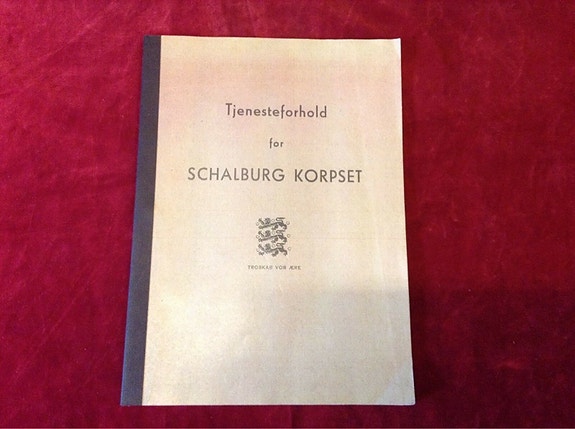 Tjenesteforhold
for
SCHALBURG KORPSET
TROSKAB VOR ÆRE